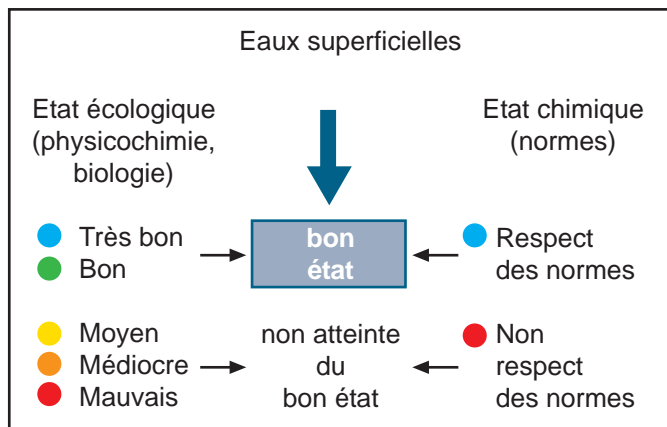 Eaux superficielles
Etat écologique
(physicochimie,
biologie)
Etat chimique
(normes)
Très bon
Bon
bon
état
Respect
des normes
Moyen
Médiocre
Mauvais
non atteinte
du
bon état
Non
respect
des normes